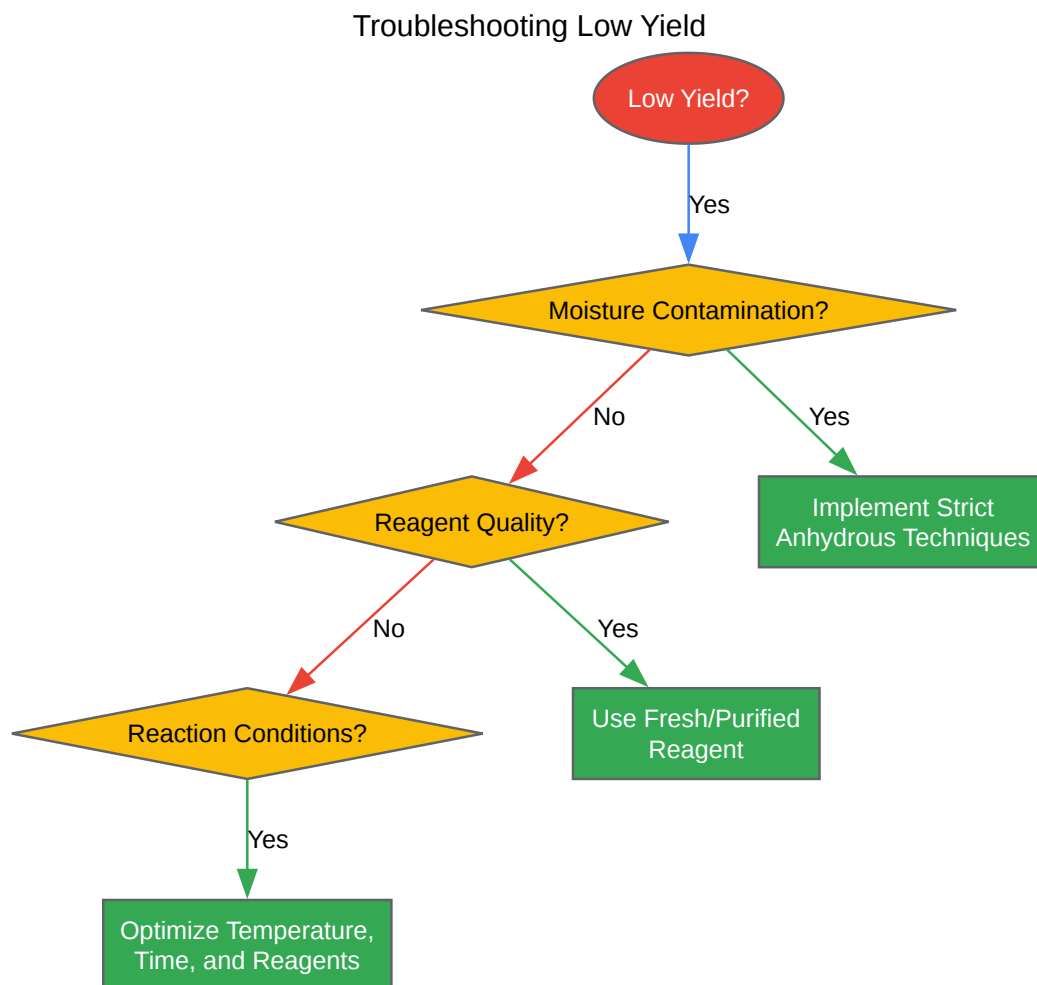 Troubleshooting Low Yield
Low Yield?
Yes
Moisture Contamination?
No
Yes
Reagent Quality?
Implement Strict
Anhydrous Techniques
No
Yes
Reaction Conditions?
Use Fresh/Purified
Reagent
Yes
Optimize Temperature,
Time, and Reagents